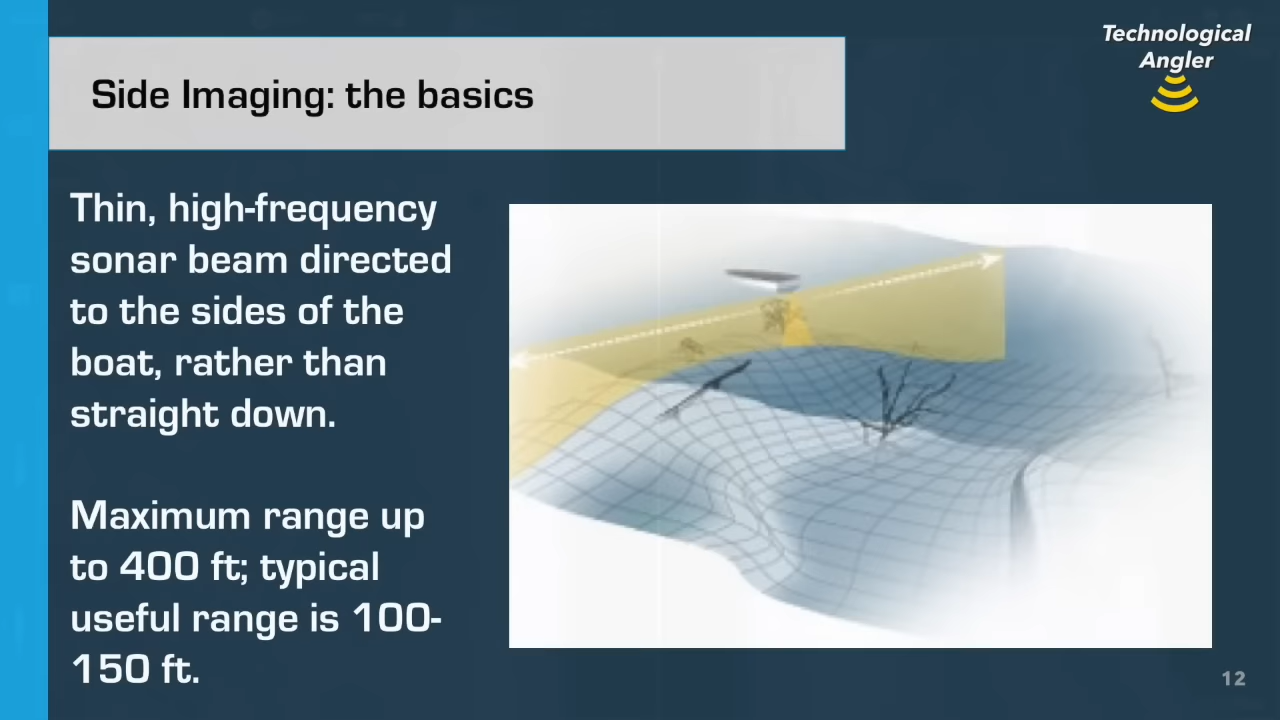 Technological
Angler
Side Imaging: the basics
Thin, high-frequency
sonar beam directed
to the sides of the
boat, rather than
straight down.
Maximum range up
to 400 ft; typical
useful range is 100-
150 ft.
12